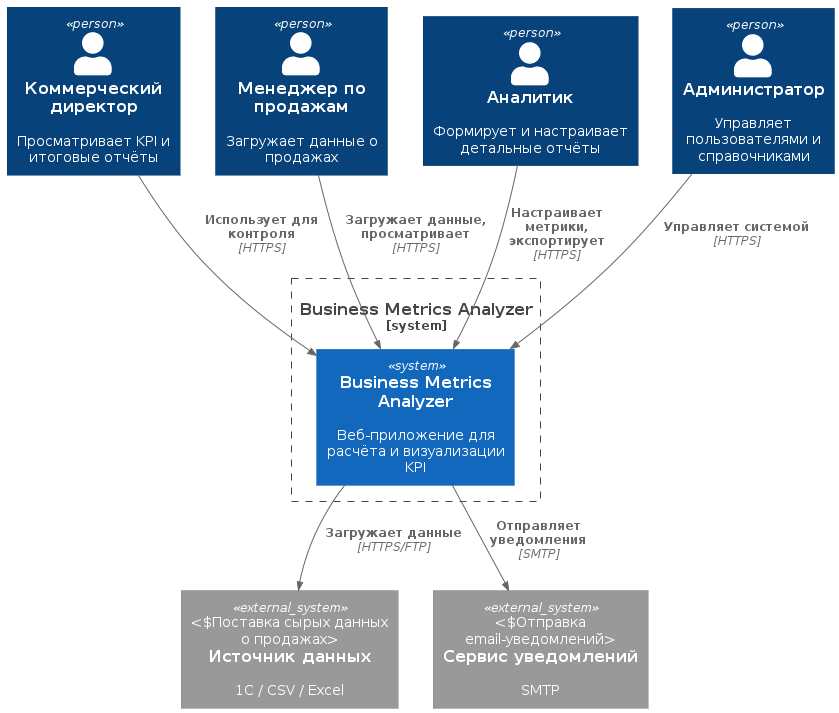 «person»
Коммерческий
директор
Просматривает KPI и
итоговые отчёты
«person»
Менеджер по
продажам
Загружает данные о
продажах
«person»
Аналитик
Формирует и настраивает
детальные отчёты
«person»
Администратор
Управляет
пользователями и
справочниками
Использует для
контроля
[HTTPS]
Загружает данные,
просматривает
[HTTPS]
Настраивает
метрики,
экспортирует
[HTTPS]
Управляет системой
[HTTPS]
Business Metrics Analyzer
[system]
«system»
Business Metrics
Analyzer
Веб-приложение для
расчёта и визуализации
KPI
Загружает данные
[HTTPS/FTP]
Отправляет
уведомления
[SMTP]
«external_system»
<$Поставка сырых данных
о продажах>
Источник данных
1C / CSV / Excel
«external_system»
<$Отправка
email-уведомлений>
Сервис уведомлений
SMTP